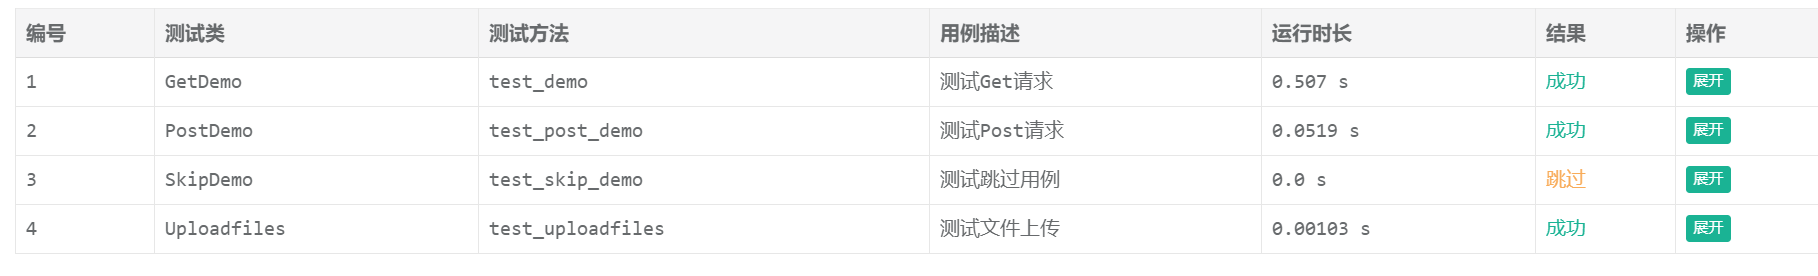 编号 测试类 测试方法 用例描述 运行时长 结果 操作
1 GetDemo test_demo 测试Get请求 0.507 s 成功 展开
2 PostDemo test_post_demo 测试Post请求 0.0519 s 成功 展开
3 SkipDemo test_skip_demo 测试跳过用例 0.0 s 跳过 展开
4 Uploadfiles test_uploadfiles 测试文件上传 0.00103 s 成功 展开